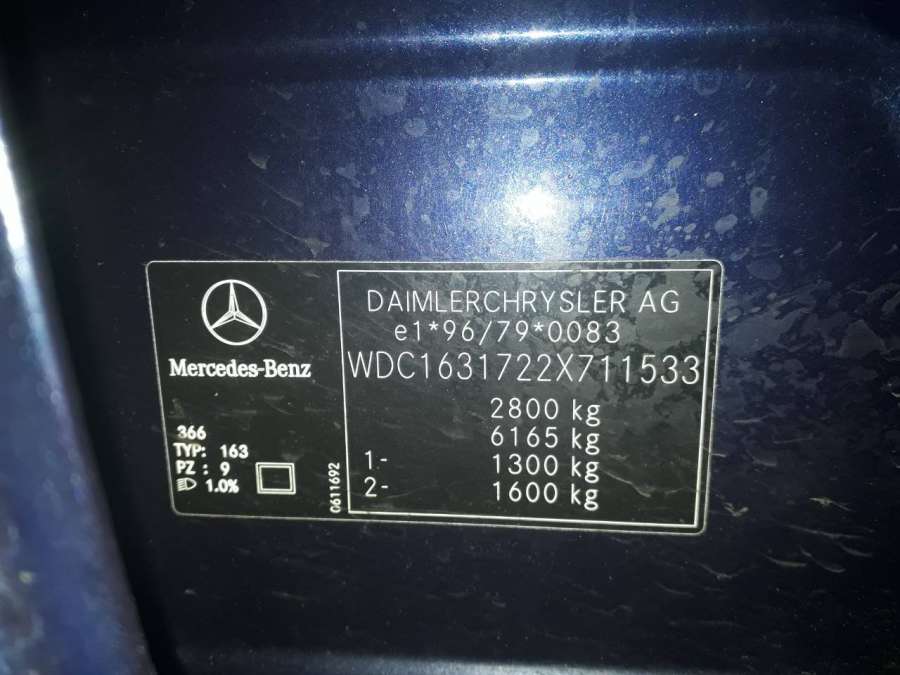 Mercedes-Benz
366
TYP: 163
PZ : 9
1.0%
0611692
DAIMLERCHRYSLER AG
e1*96/79*0083
WDC1631722X711533
2800 kg
6165 kg
1- 1300 kg
2- 1600 kg